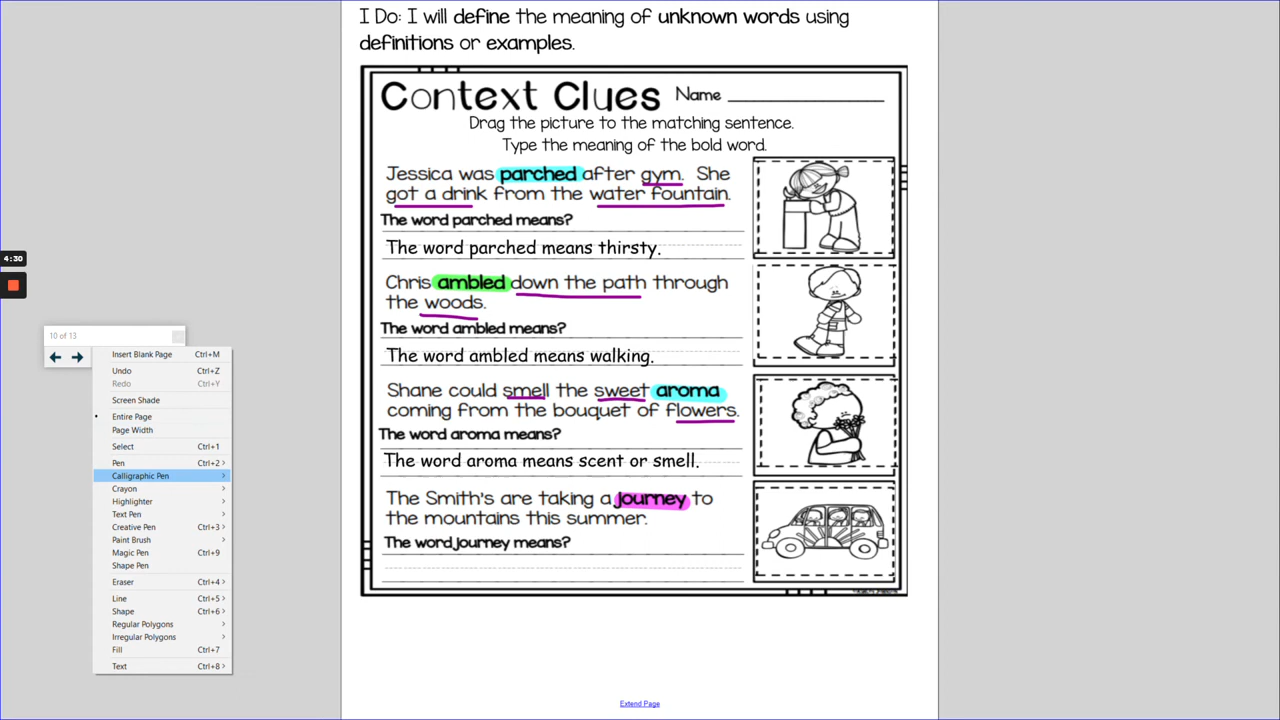 I Do: I will define the meaning of unknown words using
definitions or examples.
Context Clues Name
Drag the picture to the matching sentence.
Type the meaning of the bold word.
Jessica was parched after gym. She
got a drink from the water fountain.
The word parched means?
The word parched means thirsty.
Chris ambled down the path through
the woods.
The word ambled means?
The word ambled means walking.
Shane could smell the sweet aroma
coming from the bouquet of flowers.
The word aroma means?
The word aroma means scent or smell.
The Smith's are taking a journey to
the mountains this summer.
The word journey means?
Extend Page
4:30
10 of 13
Insert Blank Page Ctrl+M
Undo Ctrl+Z
Redo Ctrl+Y
Screen Shade
Entire Page
Page Width
Select Ctrl+1
Pen Ctrl+2
Calligraphic Pen
Crayon
Highlighter
Text Pen
Creative Pen Ctrl+3
Paint Brush
Magic Pen Ctrl+9
Shape Pen
Eraser Ctrl+4
Line Ctrl+5
Shape Ctrl+6
Regular Polygons
Irregular Polygons
Fill Ctrl+7
Text Ctrl+8